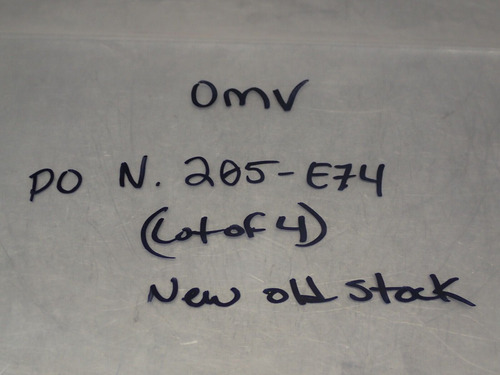 Omv
PO N. 205-E74
(Lot of 4)
New old stock